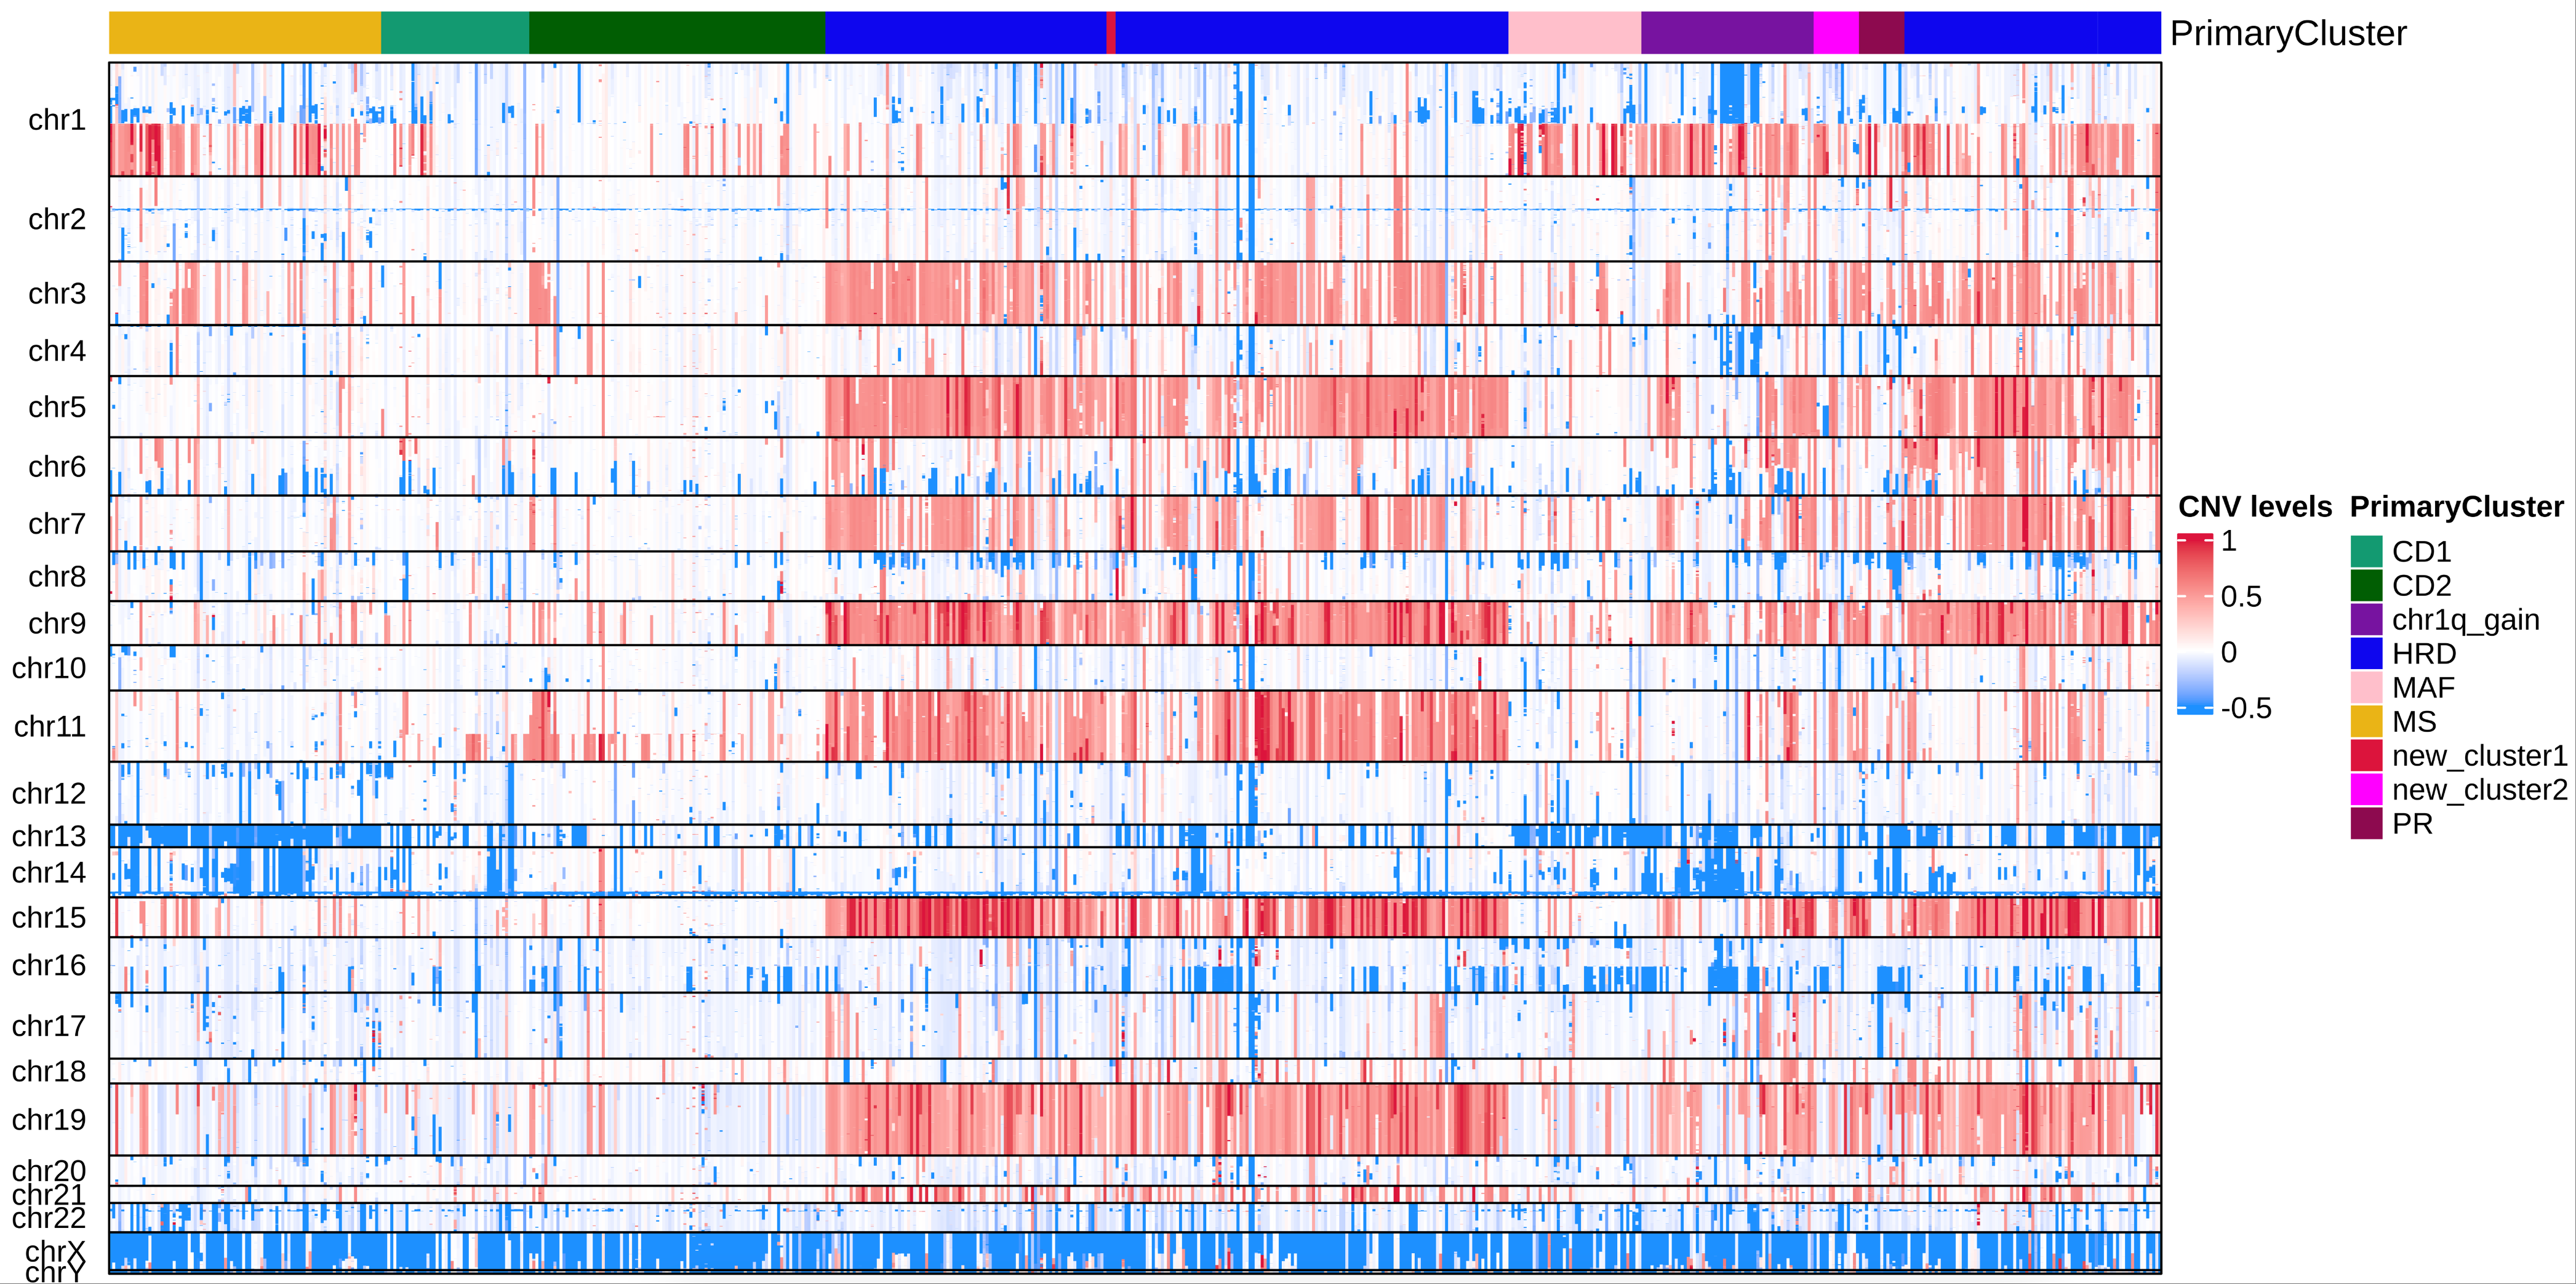 PrimaryCluster
chr1
chr2
chr3
chr4
chr5
chr6
chr7
chr8
chr9
chr10
chr11
chr12
chr13
chr14
chr15
chr16
chr17
chr18
chr19
chr20
chr21
chr22
chrX
chrY
CNV levels
1
0.5
0
-0.5
PrimaryCluster
CD1
CD2
chr1q_gain
HRD
MAF
MS
new_cluster1
new_cluster2
PR